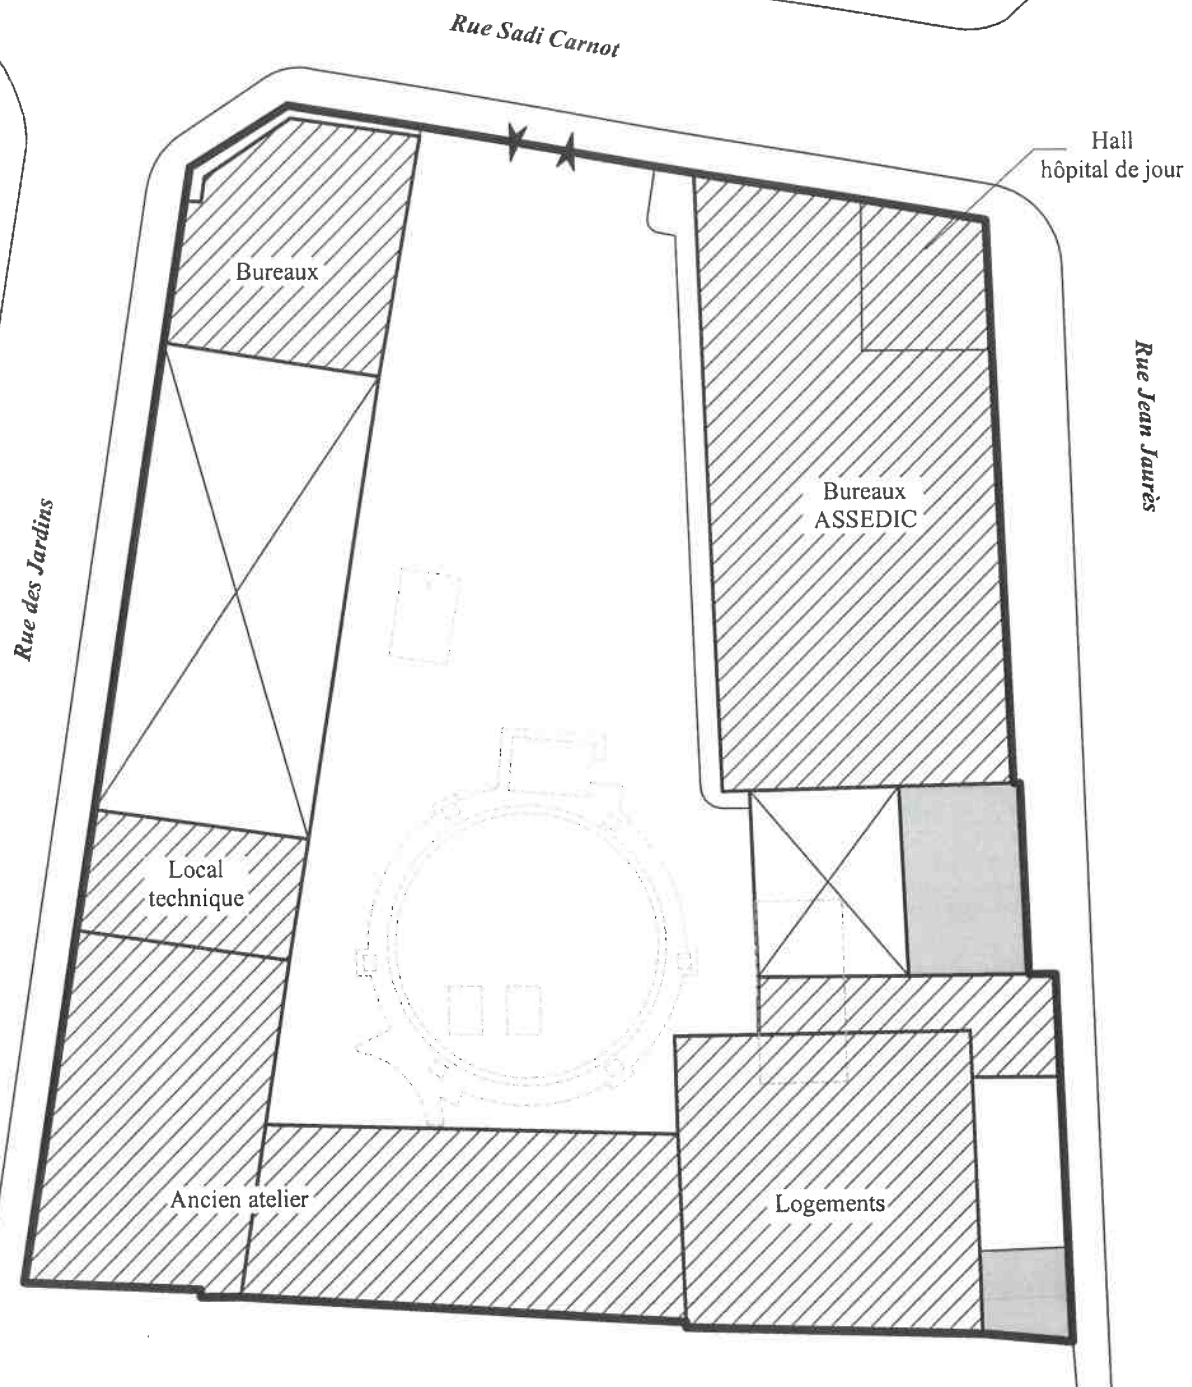 Rue Sadi Carnot
Hall
hôpital de jour
Bureaux
Rue Jean Jaurès
Bureaux
ASSEDIC
Rue des Jardins
Local
technique
Ancien atelier
Logements